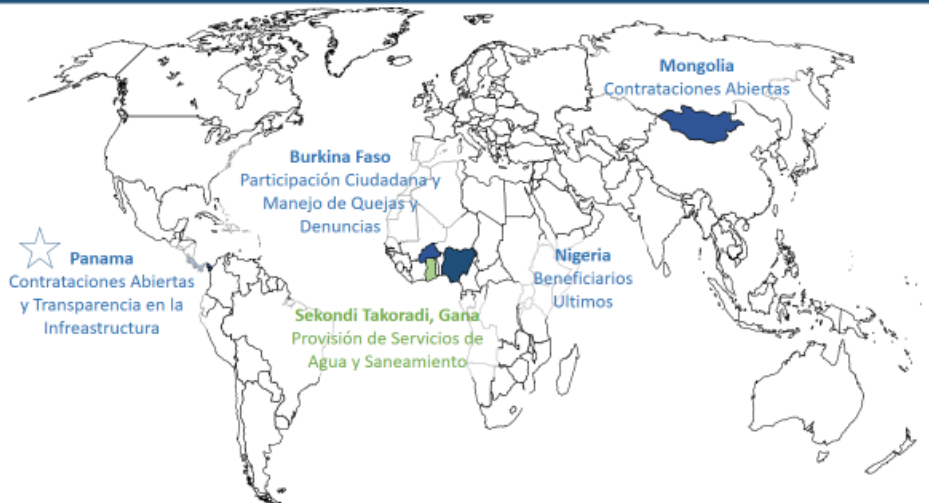 Mongolia
Contrataciones Abiertas
Burkina Faso
Participación Ciudadana y
Manejo de Quejas y
Denuncias
Panama
Contrataciones Abiertas
y Transparencia en la
Infreastructura
Nigeria
Beneficiarios
Ultimos
Sekondi Takoradi, Gana
Provisión de Servicios de
Agua y Saneamiento